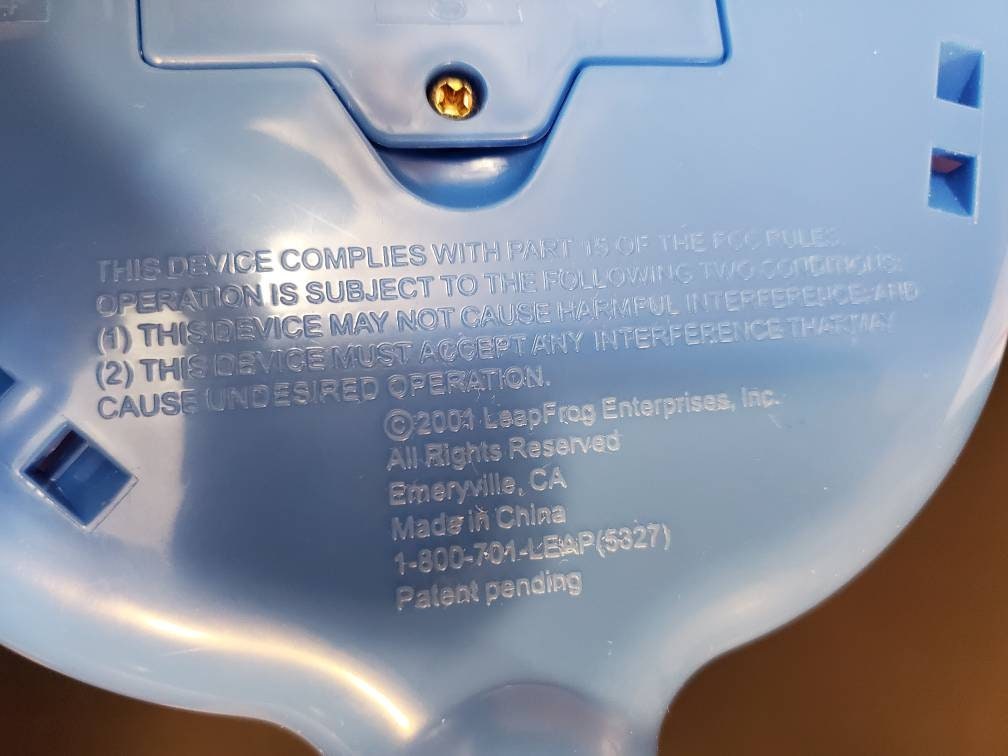 THIS DEVICE COMPLIES WITH PART 15 OF THE FCC RULES.
OPERATION IS SUBJECT TO THE FOLLOWING TWO CONDITIONS:
(1) THIS DEVICE MAY NOT CAUSE HARMFUL INTERFERENCE AND
(2) THIS DEVICE MUST ACCEPT ANY INTERFERENCE THAT MAY
CAUSE UNDESIRED OPERATION.
©2001 LeapFrog Enterprises, Inc.
All Rights Reserved
Emeryville, CA
Made in China
1-800-701-LEAP(5327)
Patent pending